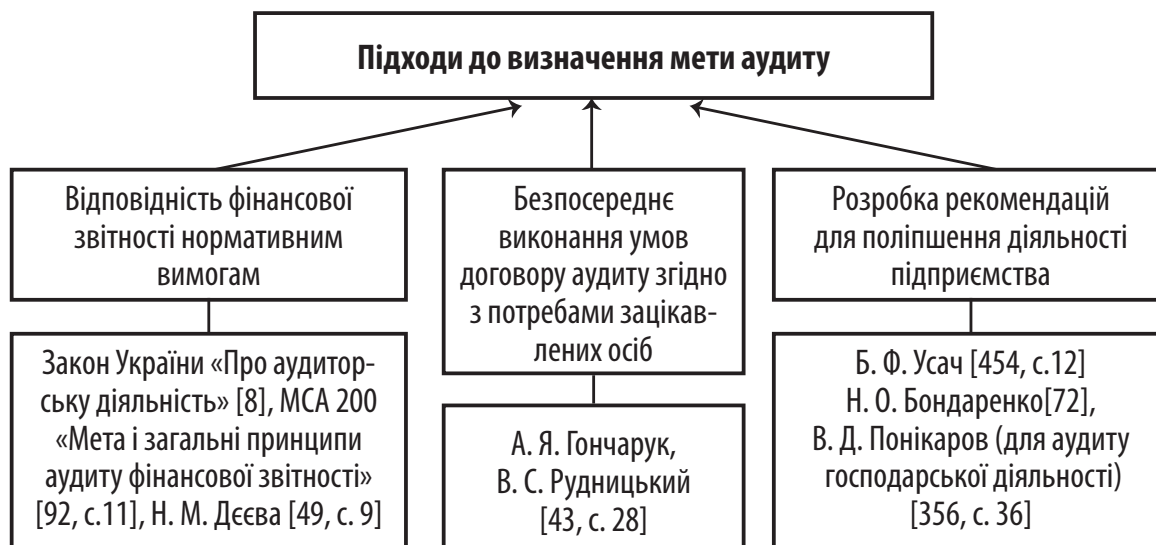 Підходи до визначення мети аудиту
Відповідність фінансової
звітності нормативним
вимогам
Безпосереднє
виконання умов
договору аудиту згідно
з потребами зацікав-
лених осіб
Розробка рекомендацій
для поліпшення діяльності
підприємства
Закон України «Про аудитор-
ську діяльність» [8], МСА 200
«Мета і загальні принципи
аудиту фінансової звітності»
[92, с.11], Н. М. Дєєва [49, с. 9]
А. Я. Гончарук,
В. С. Рудницький
[43, с. 28]
Б. Ф. Усач [454, с.12]
Н. О. Бондаренко[72],
В. Д. Понікаров (для аудиту
господарської діяльності)
[356, с. 36]